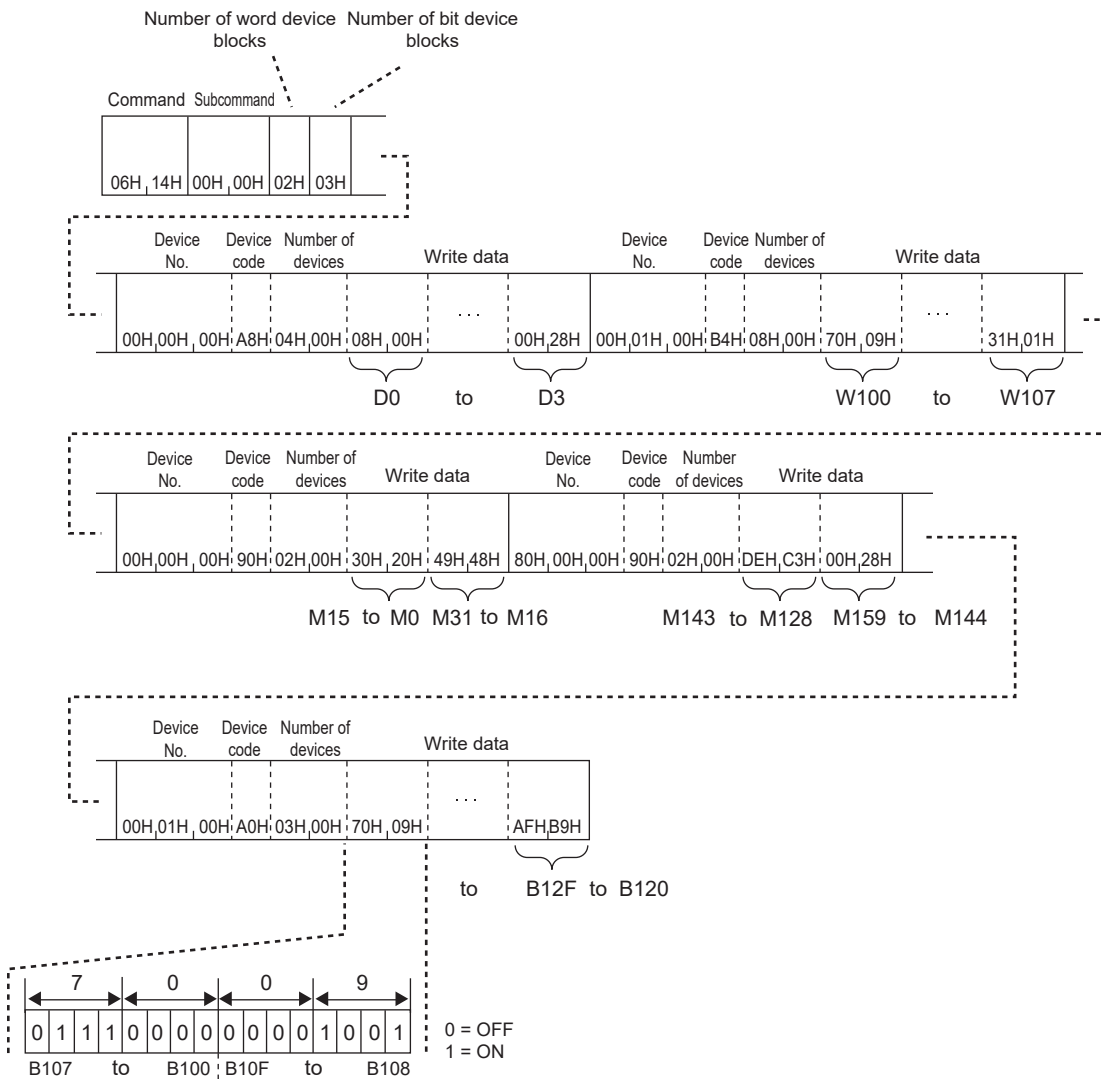 Number of word device blocks
Number of bit device blocks
Command Subcommand
06H 14H 00H 00H 02H 03H
Device No. Device code Number of devices Write data Device No. Device code Number of devices Write data
00H 00H 00H A8H 04H 00H 08H 00H ... 00H 28H 00H 01H 00H B4H 08H 00H 70H 09H ... 31H 01H
D0 to D3 W100 to W107
Device No. Device code Number of devices Write data Device No. Device code Number of devices Write data
00H 00H 00H 90H 02H 00H 30H 20H 49H 48H 80H 00H 00H 90H 02H 00H DEH C3H 00H 28H
M15 to M0 M31 to M16 M143 to M128 M159 to M144
Device No. Device code Number of devices Write data
00H 01H 00H A0H 03H 00H 70H 09H ... AFH B9H
to B12F to B120
7 0 0 9
0 1 1 1 0 0 0 0 0 0 0 0 1 0 0 1
0 = OFF
1 = ON
B107 to B100 B10F to B108